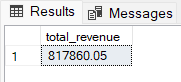 Results Messages
total_revenue
1 817860.05